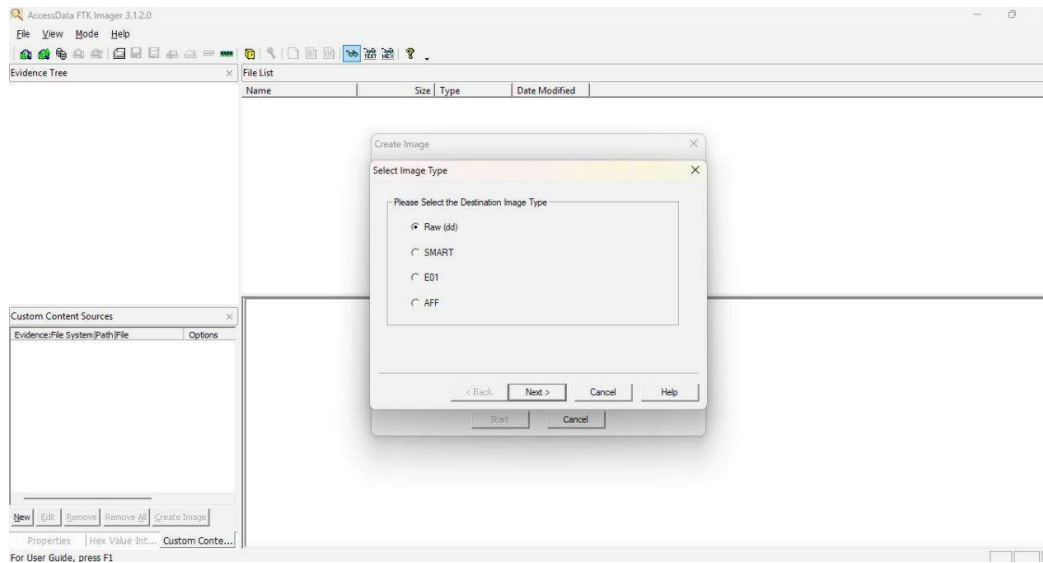 AccessData FTK Imager 3.1.2.0
File View Mode Help
Evidence Tree
File List
Name Size Type Date Modified
Create Image
Select Image Type
Please Select the Destination Image Type
Raw (dd)
SMART
E01
AFF
< Back Next > Cancel Help
Start Cancel
Custom Content Sources
Evidence:File System|Path|File Options
New Edit Remove Remove All Create Image
Properties Hex Value Int... Custom Conte...
For User Guide, press F1